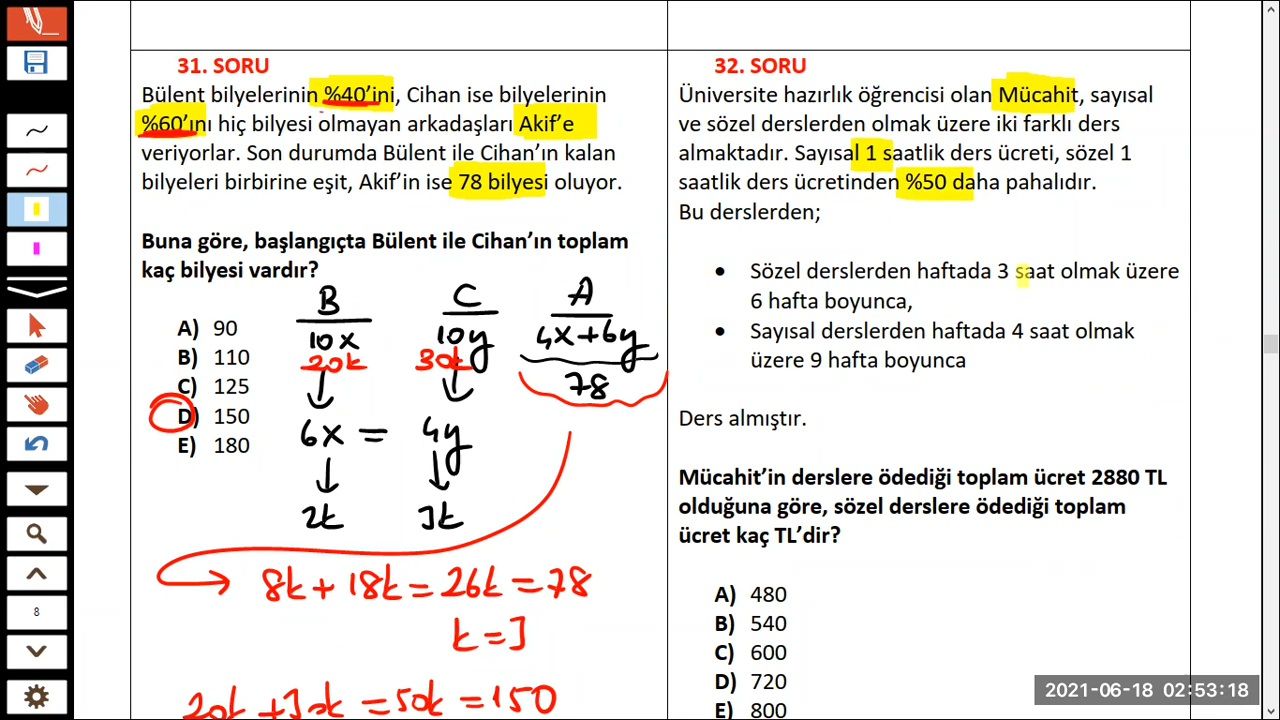 31. SORU
Bülent bilyelerinin %40'ini, Cihan ise bilyelerinin
%60'ını hiç bilyesi olmayan arkadaşları Akif'e
veriyorlar. Son durumda Bülent ile Cihan'ın kalan
bilyeleri birbirine eşit, Akif'in ise 78 bilyesi oluyor.
Buna göre, başlangıçta Bülent ile Cihan'ın toplam
kaç bilyesi vardır?
A) 90
B) 110
C) 125
D) 150
E) 180
B C A
10x 10y 4x+6y
20k 30k 78
6x = 4y
2k 3k
8k + 18k = 26k = 78
k = 3
20k + 30k = 50k = 150
32. SORU
Üniversite hazırlık öğrencisi olan Mücahit, sayısal
ve sözel derslerden olmak üzere iki farklı ders
almaktadır. Sayısal 1 saatlik ders ücreti, sözel 1
saatlik ders ücretinden %50 daha pahalıdır.
Bu derslerden;
• Sözel derslerden haftada 3 saat olmak üzere
6 hafta boyunca,
• Sayısal derslerden haftada 4 saat olmak
üzere 9 hafta boyunca
Ders almıştır.
Mücahit'in derslere ödediği toplam ücret 2880 TL
olduğuna göre, sözel derslere ödediği toplam
ücret kaç TL'dir?
A) 480
B) 540
C) 600
D) 720
E) 800
8
2021-06-18 02:53:18